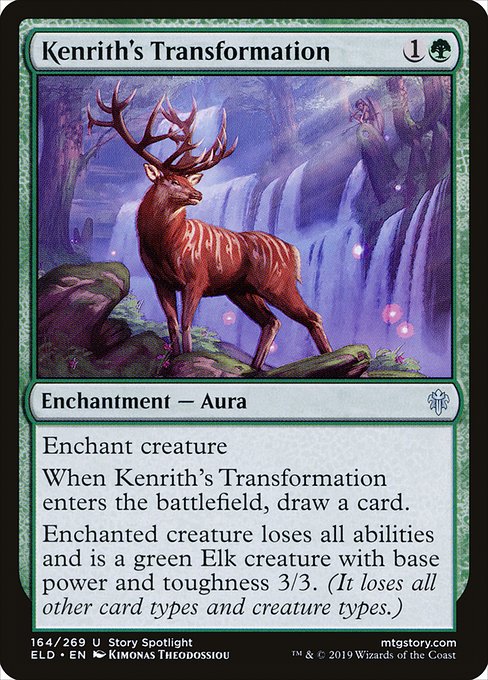 Kenrith's Transformation 1
Enchantment — Aura
Enchant creature
When Kenrith's Transformation
enters the battlefield, draw a card.
Enchanted creature loses all abilities
and is a green Elk creature with base
power and toughness 3/3. (It loses all
other card types and creature types.)
164/269 U Story Spotlight mtgstory.com
ELD • EN Kimonas Theodossiou ™ & © 2019 Wizards of the Coast